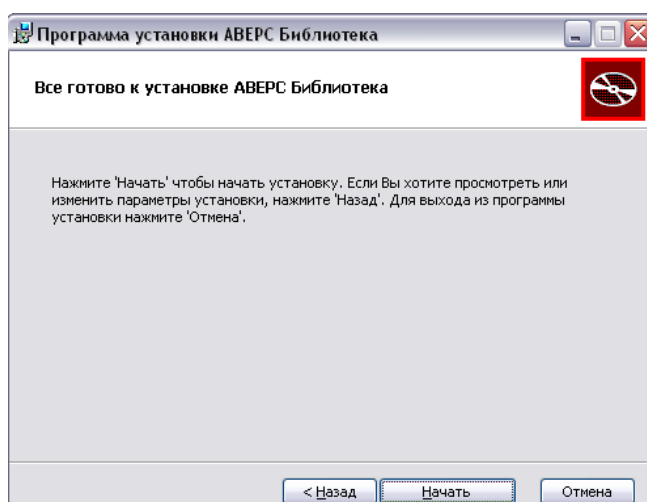 Программа установки АВЕРС Библиотека
Все готово к установке АВЕРС Библиотека
Нажмите 'Начать' чтобы начать установку. Если Вы хотите просмотреть или
изменить параметры установки, нажмите 'Назад'. Для выхода из программы
установки нажмите 'Отмена'.
< Назад Начать Отмена